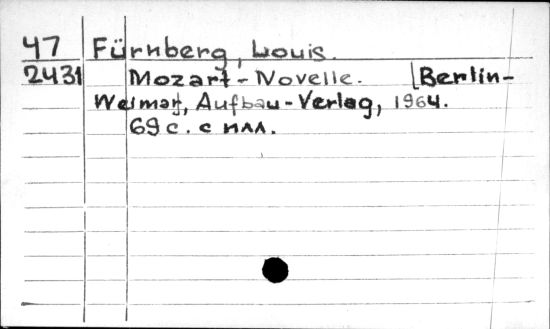 47 Fürnberg, Louis.
2431 Mozart-Novelle. [Berlin-
Weimar], Aufbau-Verlag, 1964.
69 с. с илл.